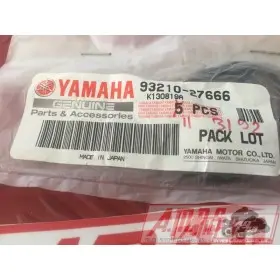 YAMAHA
93210-27666
K130819A
GENUINE
Parts & Accessories
5 PCS
PACK LOT
MADE IN JAPAN
YAMAHA MOTOR CO., LTD.